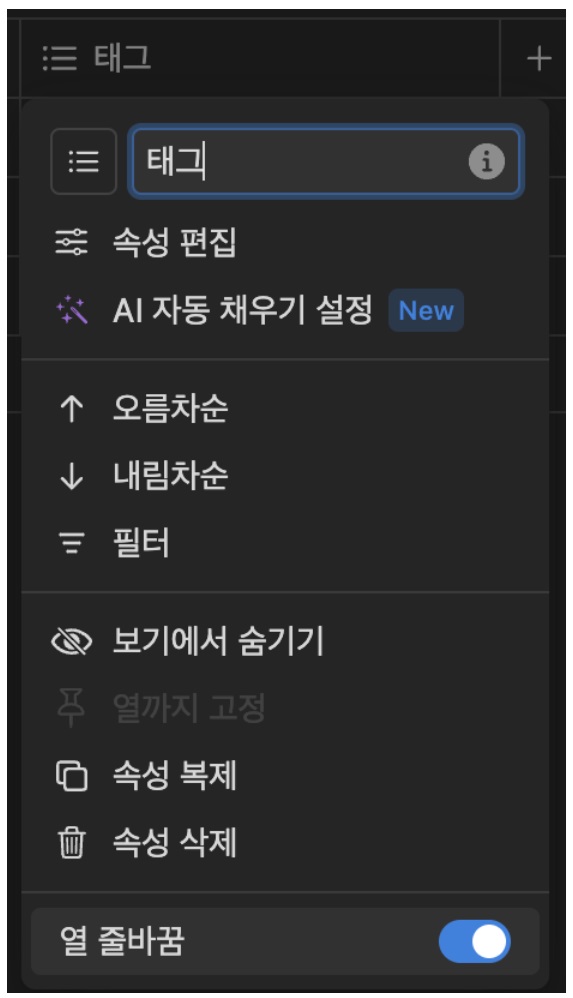 태그
태그
속성 편집
AI 자동 채우기 설정 New
오름차순
내림차순
필터
보기에서 숨기기
열까지 고정
속성 복제
속성 삭제
열 줄바꿈